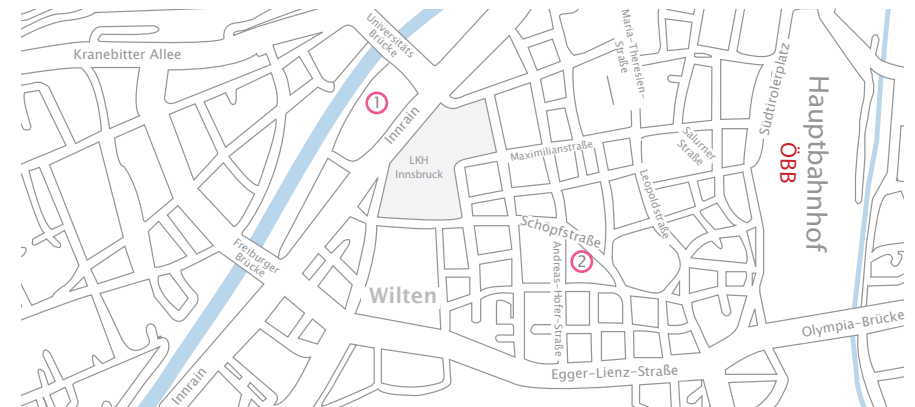 Kranebitter Allee
Universitäts
Brücke
1
Innrain
LKH
Innsbruck
Maximilianstraße
Maria-Theresien-
Straße
Salurner
Straße
Südtirolerplatz
Hauptbahnhof
ÖBB
Leopoldstraße
Schöpfstraße
2
Andreas-Hofer-Straße
Freiburger
Brücke
Wilten
Innrain
Egger-Lienz-Straße
Olympia-Brücke